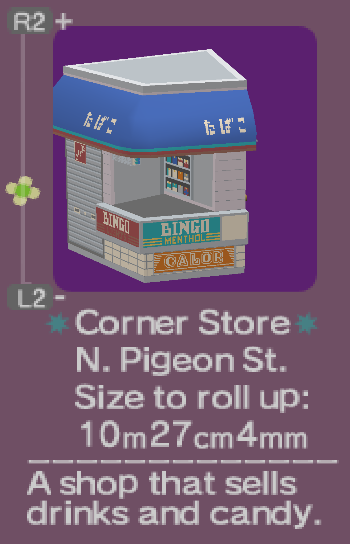 R2 +
たばこ
たばこ
BINGO
BINGO
MENTHOL
CALOR
L2 -
Corner Store
N. Pigeon St.
Size to roll up:
10m27cm4mm
A shop that sells
drinks and candy.